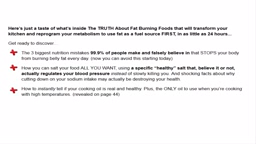 Here's just a taste of what's inside The TRUTH About Fat Burning Foods that will transform your
kitchen and reprogram your metabolism to use fat as a fuel source FIRST, in as little as 24 hours...
Get ready to discover
The 3 biggest nutrition mistakes 99.9% of people make and falsely believe in that STOPS your body
from burning belly fat every day (now you can avoid this starting today)
How you can salt your food ALL YOU WANT, using a specific "healthy" salt that, believe it or not,
actually regulates your blood pressure instead of slowly killing you. And shocking facts about why
cutting down on your sodium intake may actually be destroying your health.
How to instantly tell if your cooking oil is real and healthy. Plus, the ONLY oil to use when you're cooking
with high temperatures. (revealed on page 44)